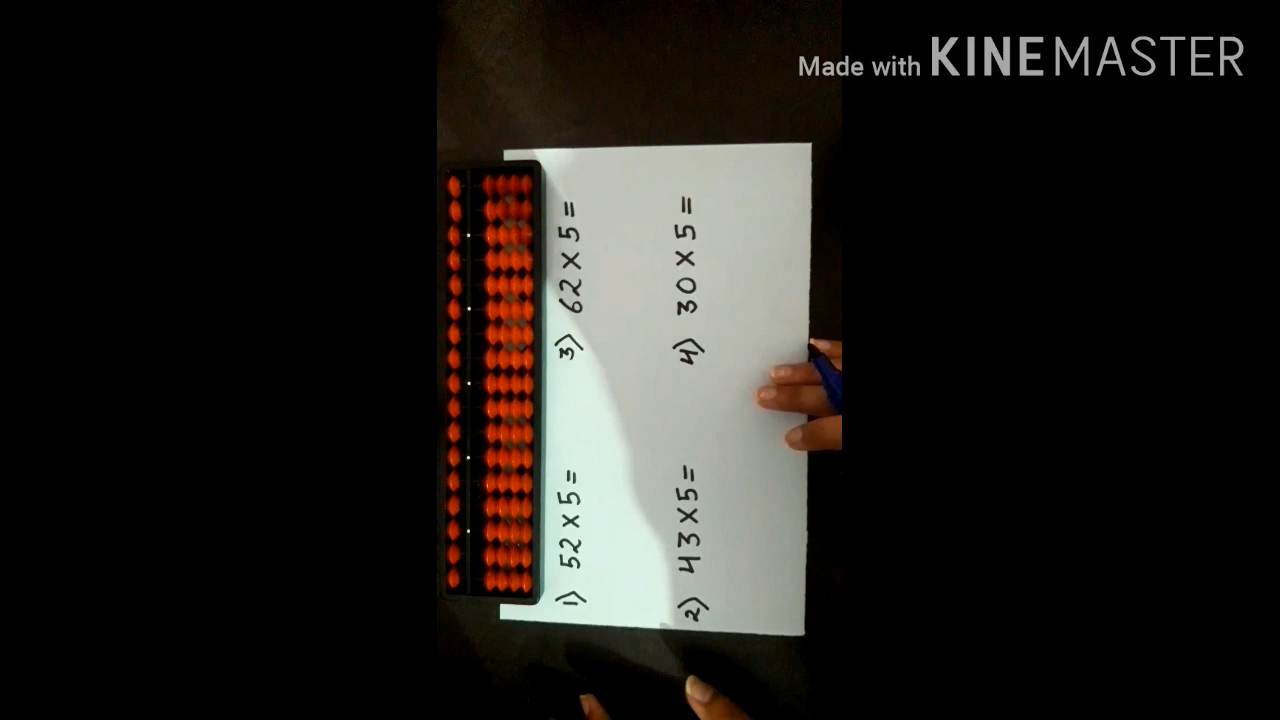 Made with KINEMASTER
1) 52 X 5 =
2) 43 X 5 =
3) 62 X 5 =
4) 30 X 5 =